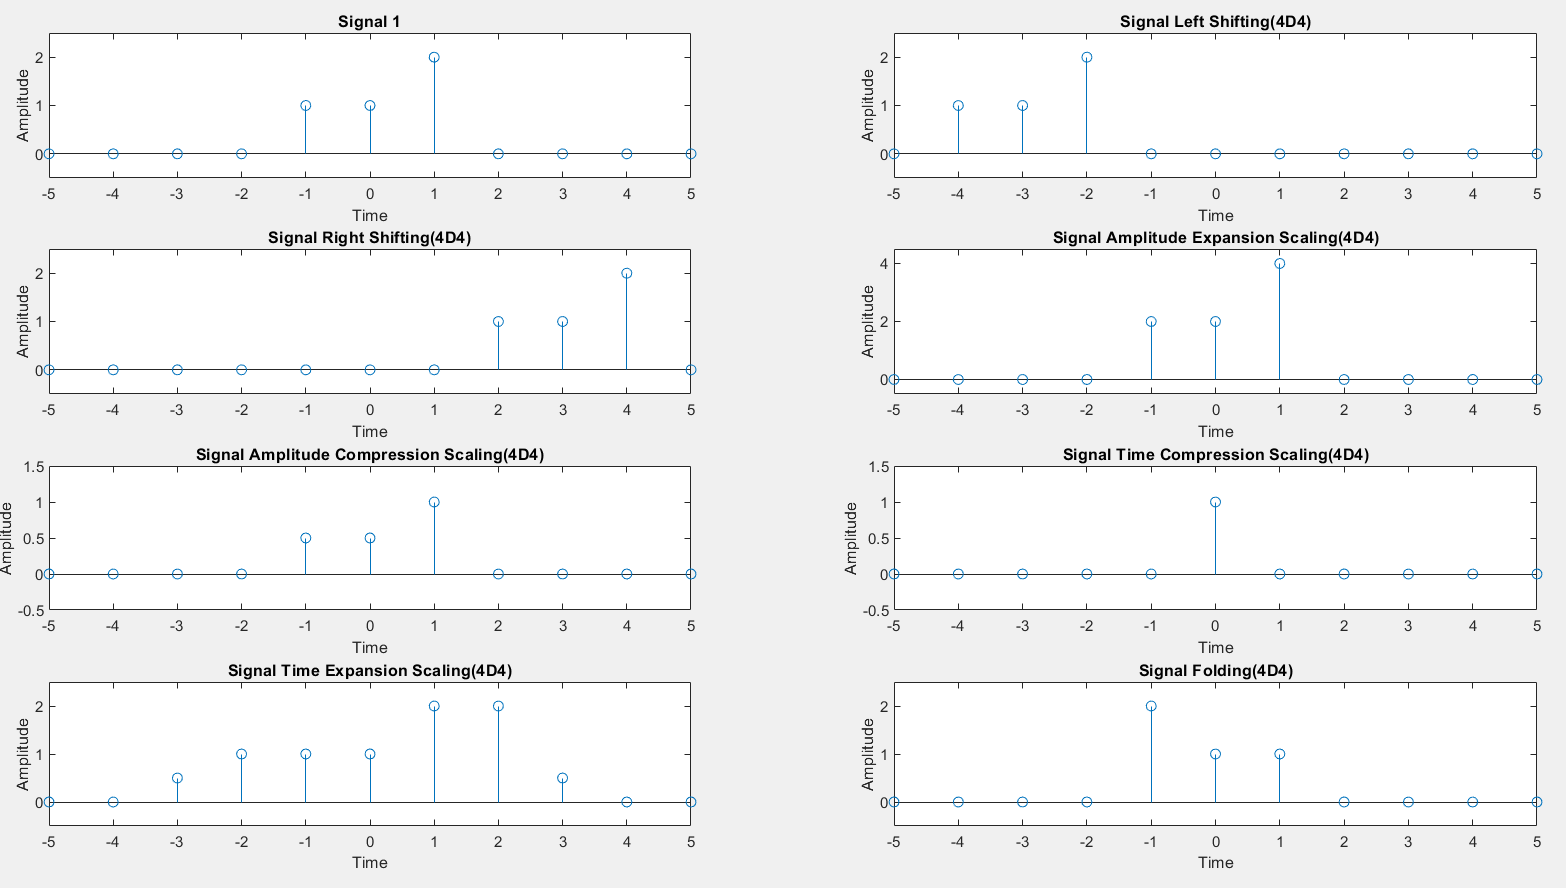 Signal 1
Amplitude
2
1
0
-5 -4 -3 -2 -1 0 1 2 3 4 5
Time
Signal Left Shifting(4D4)
Amplitude
2
1
0
-5 -4 -3 -2 -1 0 1 2 3 4 5
Time
Signal Right Shifting(4D4)
Amplitude
2
1
0
-5 -4 -3 -2 -1 0 1 2 3 4 5
Time
Signal Amplitude Expansion Scaling(4D4)
Amplitude
4
2
0
-5 -4 -3 -2 -1 0 1 2 3 4 5
Time
Signal Amplitude Compression Scaling(4D4)
Amplitude
1.5
1
0.5
0
-0.5
-5 -4 -3 -2 -1 0 1 2 3 4 5
Time
Signal Time Compression Scaling(4D4)
Amplitude
1.5
1
0.5
0
-0.5
-5 -4 -3 -2 -1 0 1 2 3 4 5
Time
Signal Time Expansion Scaling(4D4)
Amplitude
2
1
0
-5 -4 -3 -2 -1 0 1 2 3 4 5
Time
Signal Folding(4D4)
Amplitude
2
1
0
-5 -4 -3 -2 -1 0 1 2 3 4 5
Time